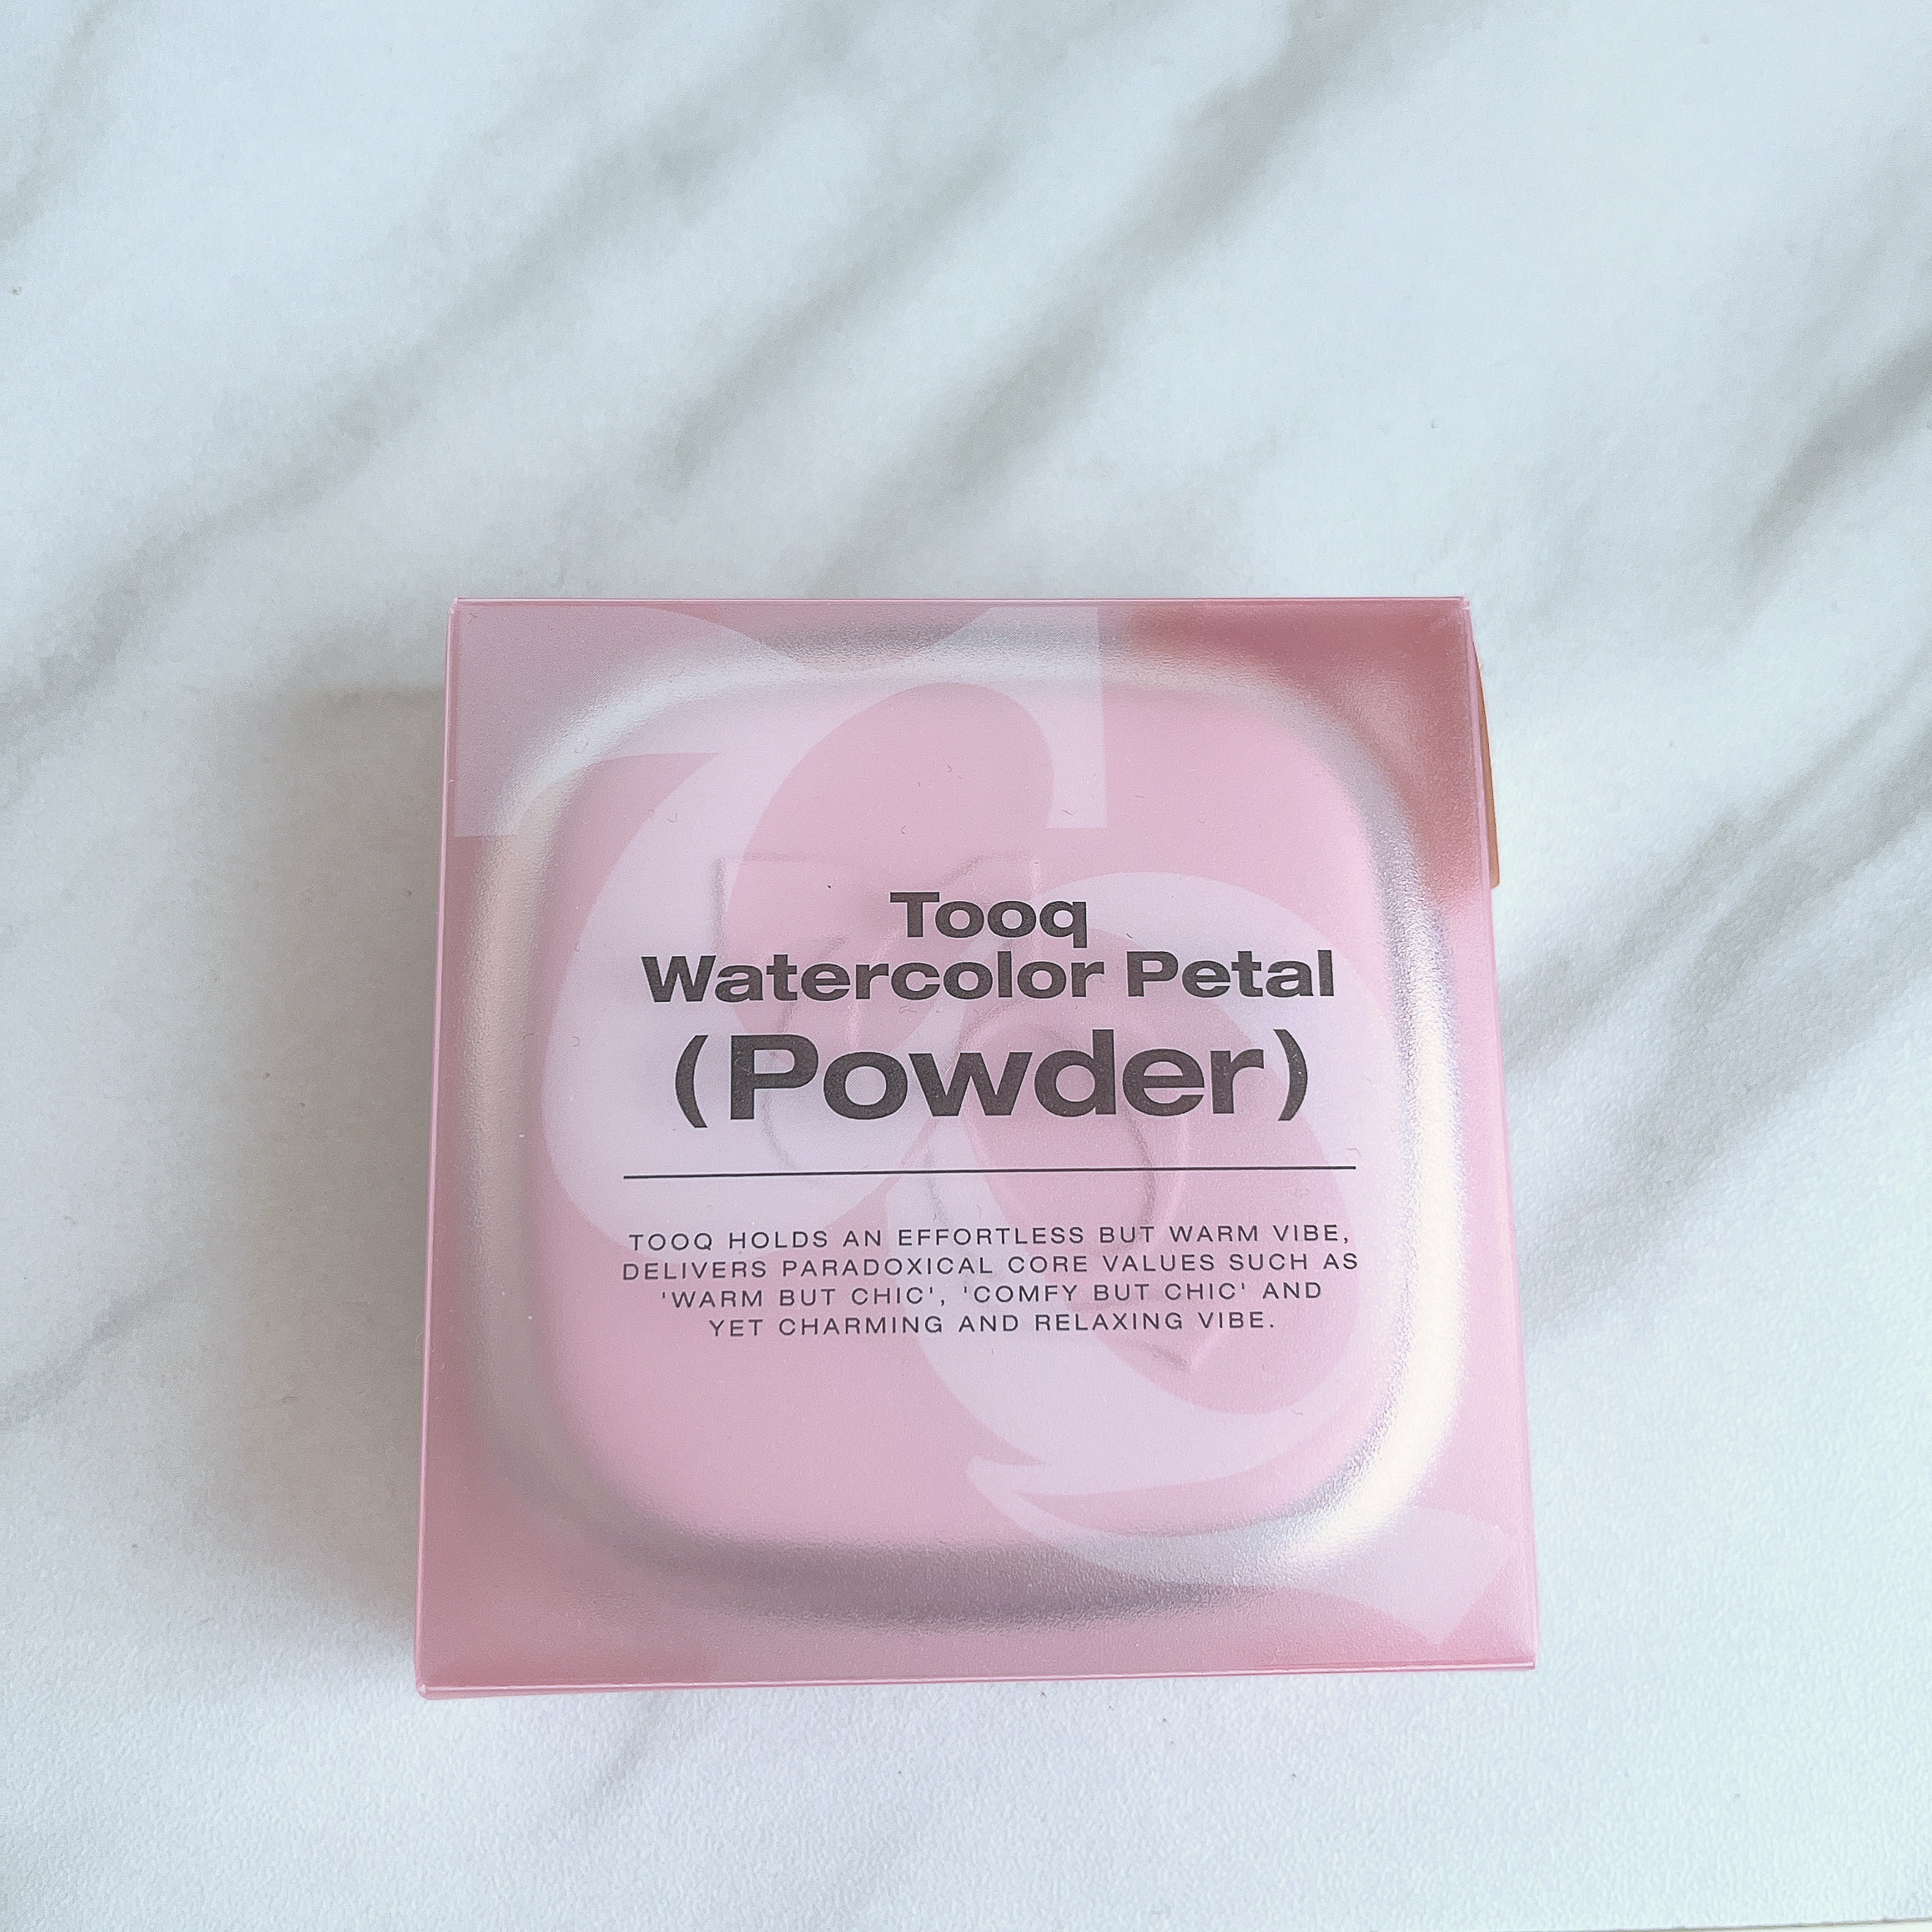 Tooq
Watercolor Petal
(Powder)
TOOQ HOLDS AN EFFORTLESS BUT WARM VIBE,
DELIVERS PARADOXICAL CORE VALUES SUCH AS
'WARM BUT CHIC', 'COMFY BUT CHIC' AND
YET CHARMING AND RELAXING VIBE.